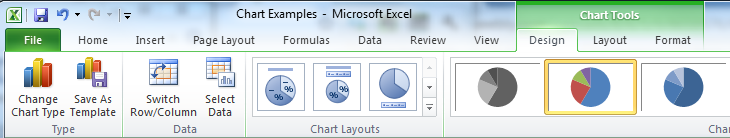 Chart Examples - Microsoft Excel
Chart Tools
File Home Insert Page Layout Formulas Data Review View Design Layout Format
Change Chart Type
Save As Template
Type
Switch Row/Column
Select Data
Data
% %
%
Chart Layouts